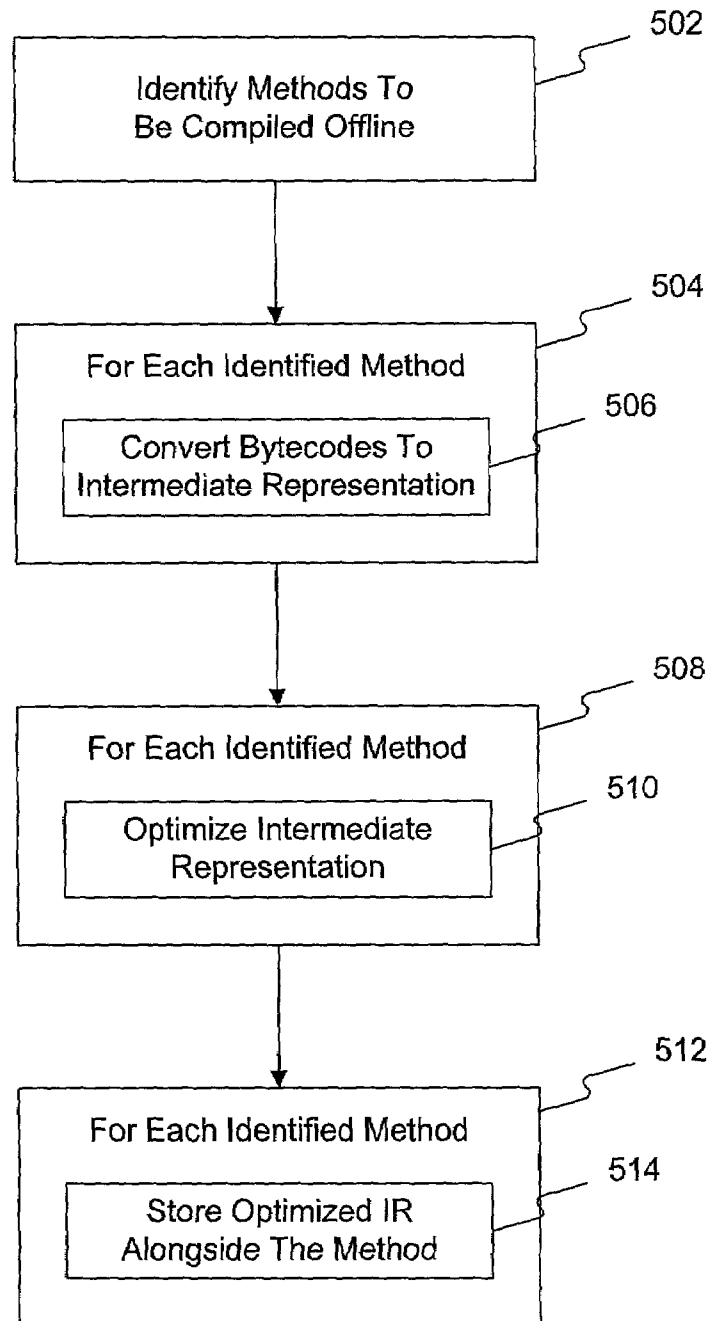 502
Identify Methods To
Be Compiled Offline
504
For Each Identified Method
506
Convert Bytecodes To
Intermediate Representation
508
For Each Identified Method
510
Optimize Intermediate
Representation
512
For Each Identified Method
514
Store Optimized IR
Alongside The Method